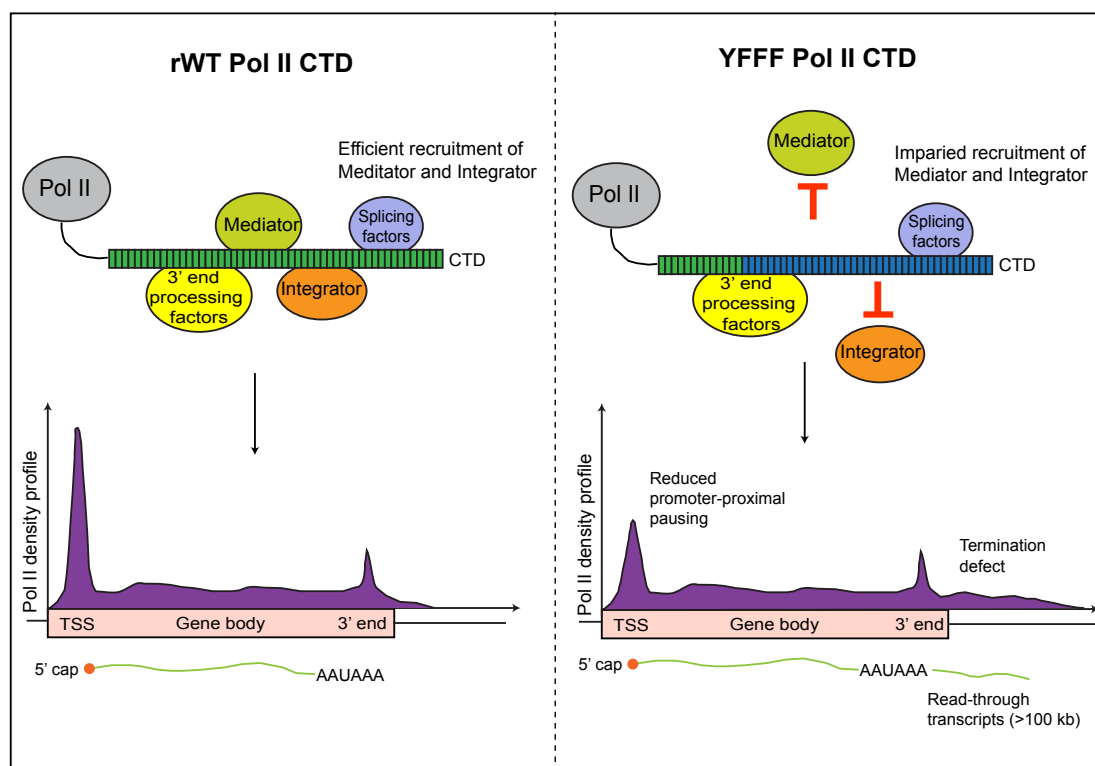 rWT Pol II CTD
Efficient recruitment of
Meditator and Integrator
Pol II
Mediator
Splicing
factors
CTD
3’ end
processing
factors
Integrator
Pol II density profile
TSS
Gene body
3’ end
5’ cap
AAUAAA
YFFF Pol II CTD
Mediator
Imparied recruitment of
Mediator and Integrator
Pol II
Splicing
factors
CTD
3’ end
processing
factors
Integrator
Pol II density profile
Reduced
promoter-proximal
pausing
Termination
defect
TSS
Gene body
3’ end
5’ cap
AAUAAA
Read-through
transcripts (>100 kb)